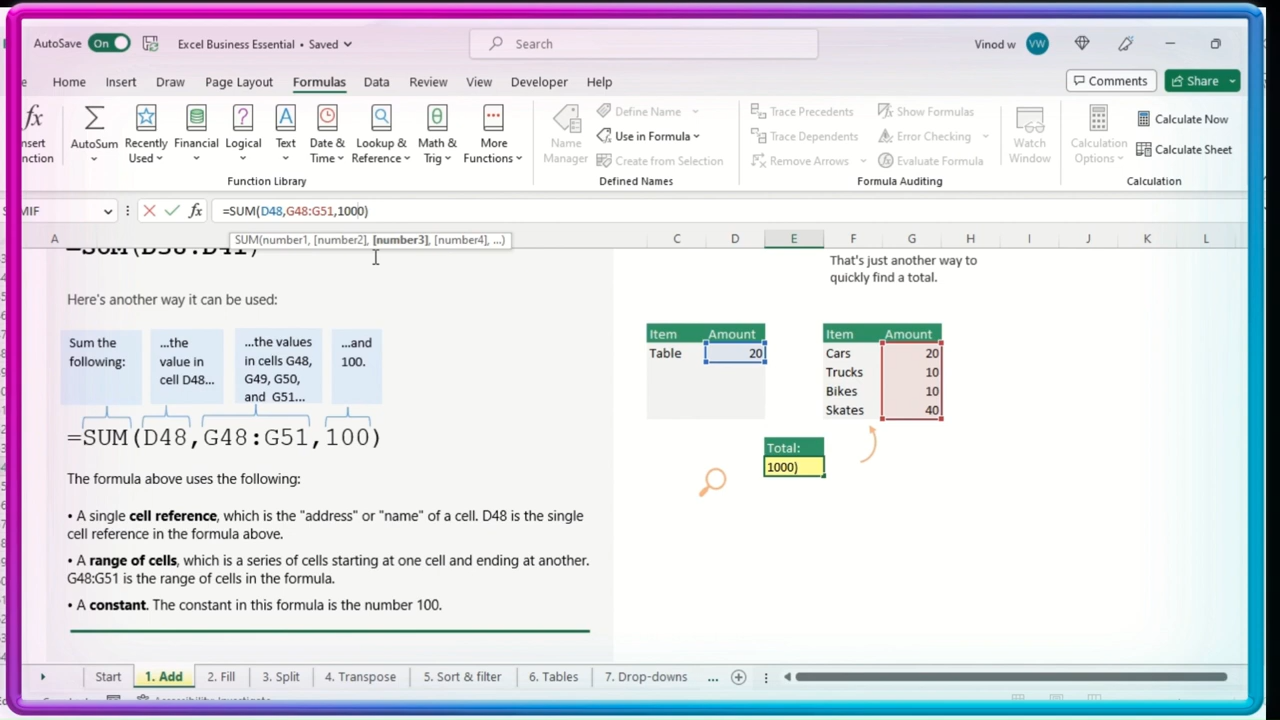 AutoSave On Excel Business Essential • Saved Search Vinod w VW
Home Insert Draw Page Layout Formulas Data Review View Developer Help Comments Share
AutoSum
Recently Used
Financial
Logical
Text
Date & Time
Lookup & Reference
Math & Trig
More Functions
Function Library
Name Manager
Define Name
Use in Formula
Create from Selection
Defined Names
Trace Precedents
Trace Dependents
Remove Arrows
Show Formulas
Error Checking
Evaluate Formula
Formula Auditing
Watch Window
Calculation Options
Calculate Now
Calculate Sheet
Calculation
fx =SUM(D48,G48:G51,1000)
SUM(number1, [number2], [number3], [number4], ...)
A C D E F G H I J K L
=SUM(D38:D41)
Here's another way it can be used:
Sum the following:
...the value in cell D48...
...the values in cells G48, G49, G50, and G51...
...and 100.
=SUM(D48,G48:G51,100)
The formula above uses the following:
• A single cell reference, which is the "address" or "name" of a cell. D48 is the single
cell reference in the formula above.
• A range of cells, which is a series of cells starting at one cell and ending at another.
G48:G51 is the range of cells in the formula.
• A constant. The constant in this formula is the number 100.
That's just another way to
quickly find a total.
Item Amount
Table 20
Item Amount
Cars 20
Trucks 10
Bikes 10
Skates 40
Total:
1000)
Start 1. Add 2. Fill 3. Split 4. Transpose 5. Sort & filter 6. Tables 7. Drop-downs ...